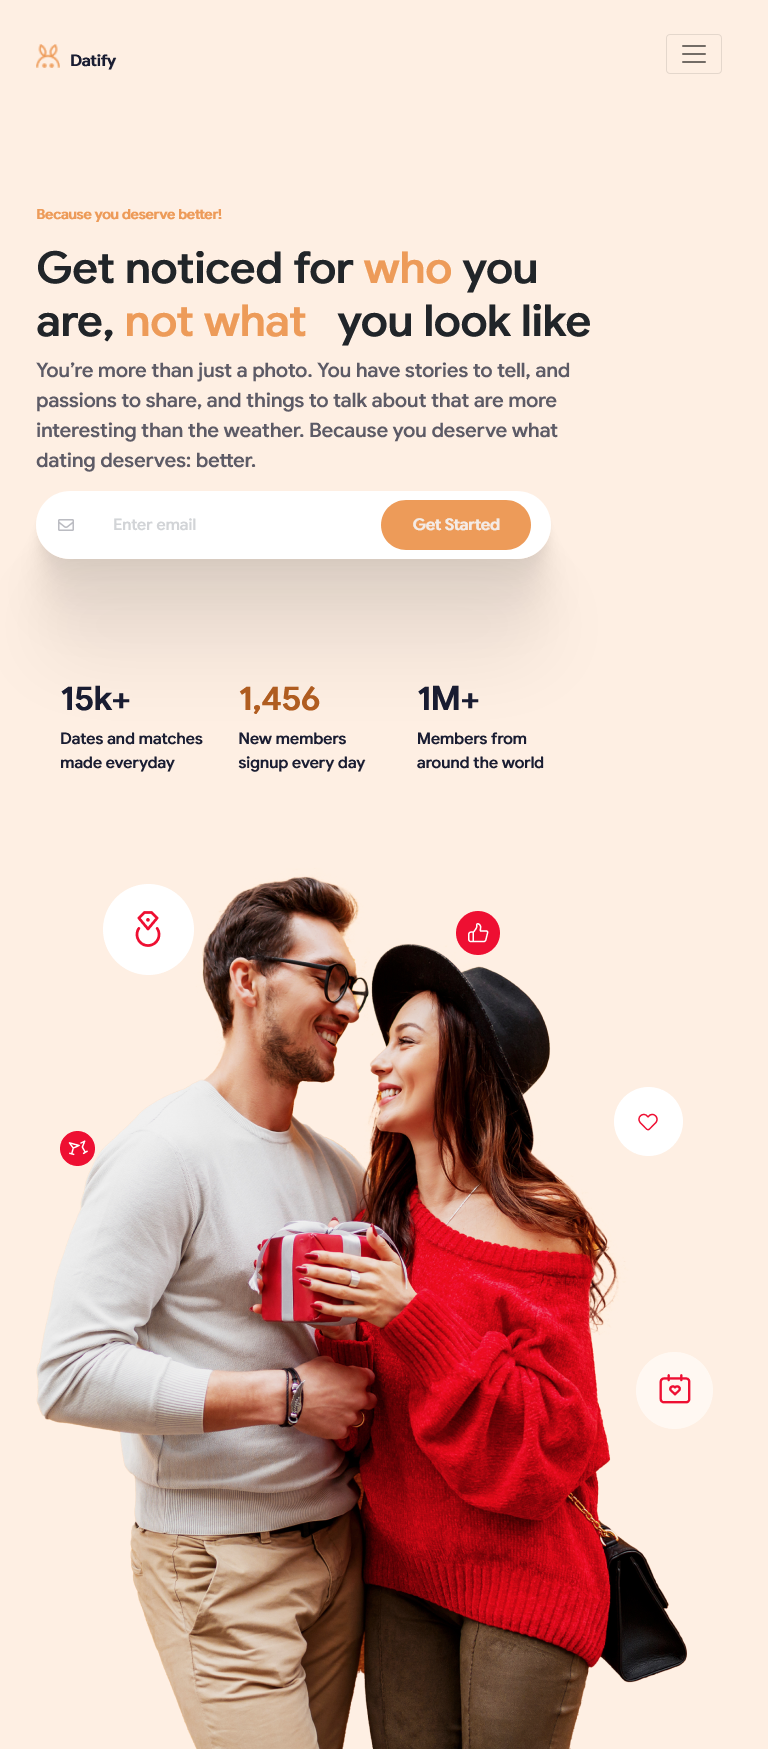 Datify
Because you deserve better!
Get noticed for who you
are, not what you look like
You’re more than just a photo. You have stories to tell, and
passions to share, and things to talk about that are more
interesting than the weather. Because you deserve what
dating deserves: better.
Enter email
Get Started
15k+
Dates and matches
made everyday
1,456
New members
signup every day
1M+
Members from
around the world